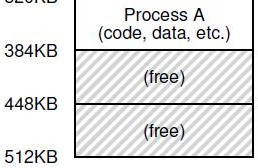 Process A
(code, data, etc.)
384KB
(free)
448KB
(free)
512KB